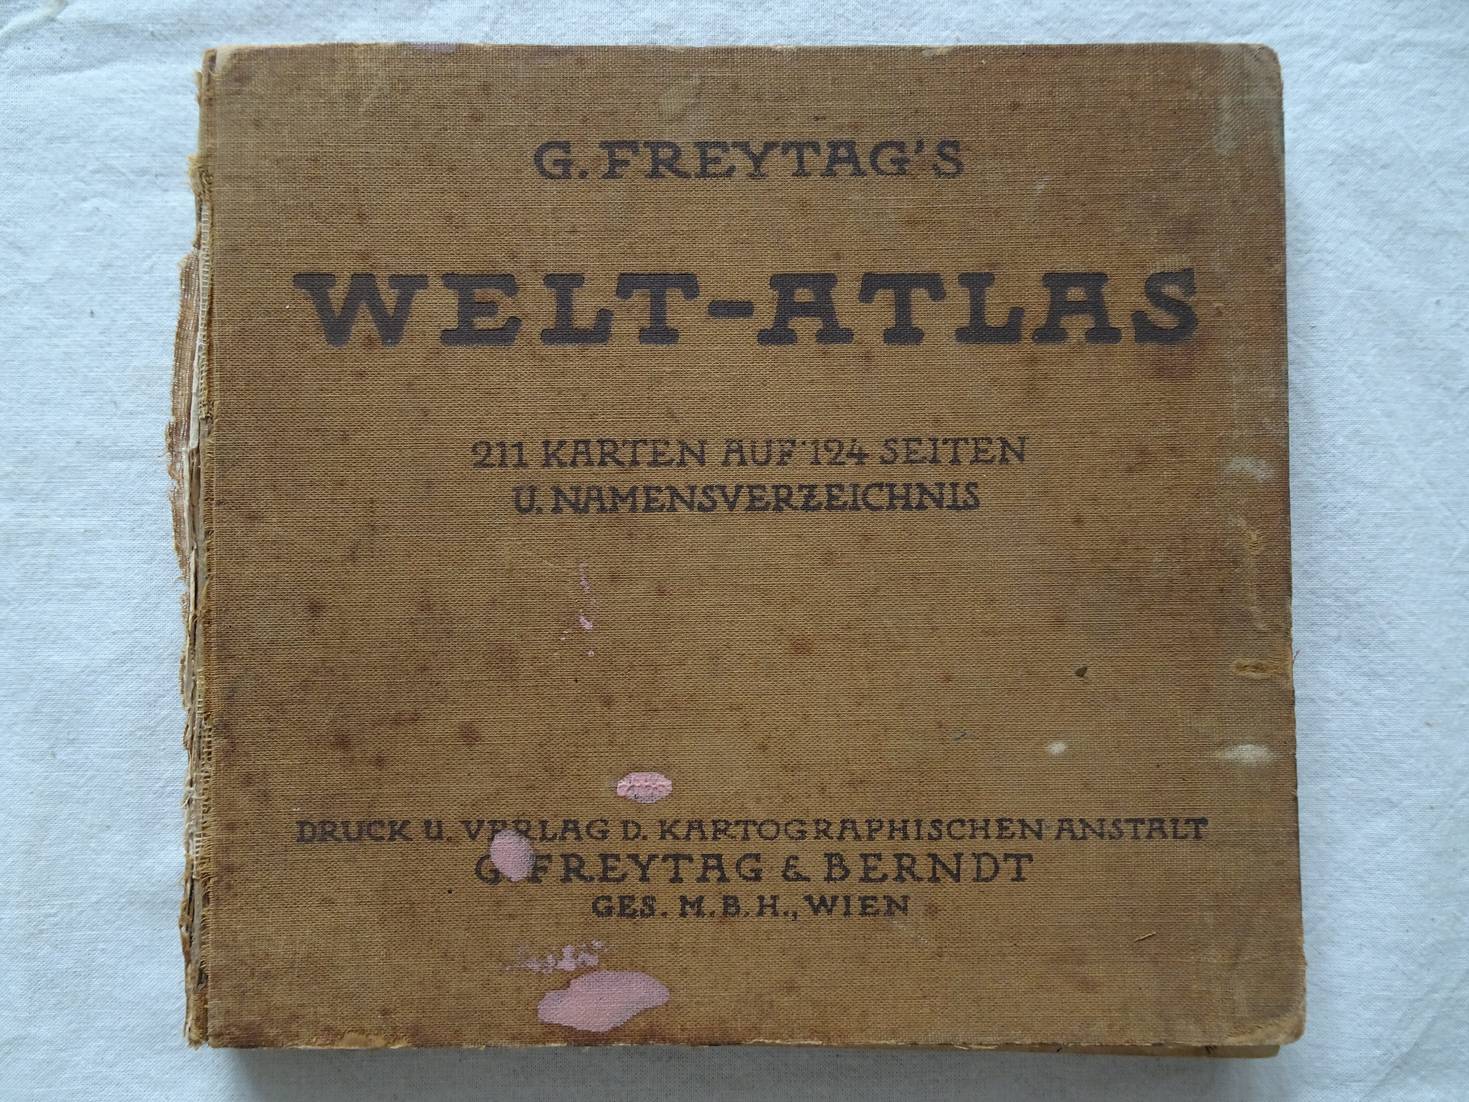 G. FREYTAG'S
WELT-ATLAS
211 KARTEN AUF 124 SEITEN
U. NAMENSVERZEICHNIS
DRUCK U. VERLAG D. KARTOGRAPHISCHEN ANSTALT
G. FREYTAG & BERNDT
GES. M. B. H., WIEN